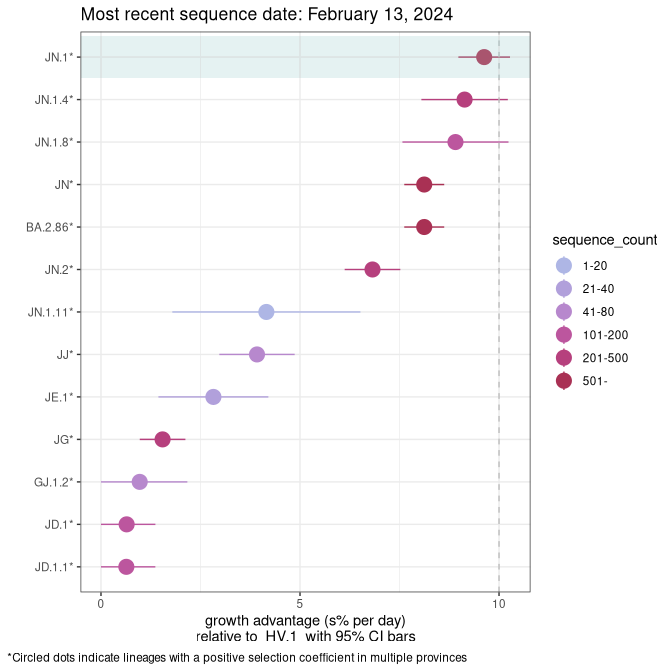 Most recent sequence date: February 13, 2024
JN.1*
JN.1.4*
JN.1.8*
JN*
BA.2.86*
JN.2*
JN.1.11*
JJ*
JE.1*
JG*
GJ.1.2*
JD.1*
JD.1.1*
0 5 10
growth advantage (s% per day)
relative to HV.1 with 95% CI bars
sequence_count
1-20
21-40
41-80
101-200
201-500
501-
*Circled dots indicate lineages with a positive selection coefficient in multiple provinces